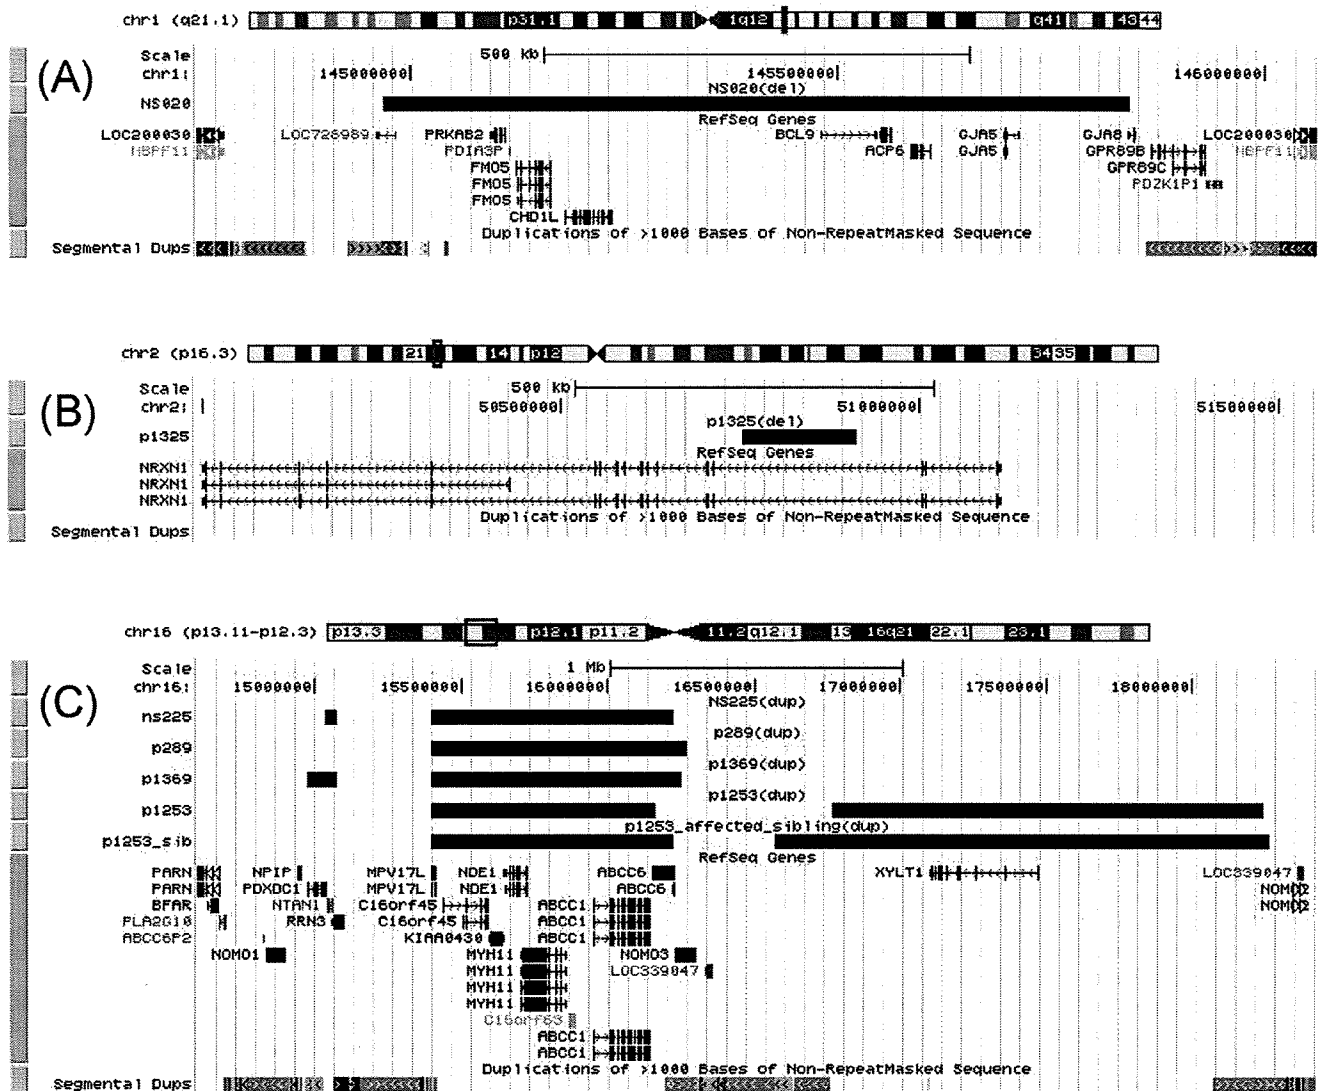 chr1 (q21.1) p31.1 1q12 q41 43 44
(A)
Scale 500 kb
chr1: 145000000 145500000 146000000
NS020(del)
NS020
RefSeq Genes
LOC200030 LOC728989 PRKAB2 BCL9 GJA5 GJA8 LOC200030
NBPF11 PDIA3P ACP6 GJA5 GPR89B NBPF11
FMO5 GPR89C
FMO5 PDZK1P1
FMO5
CHD1L
Duplications of >1000 Bases of Non-RepeatMasked Sequence
Segmental Dups
chr2 (p16.3) 21 14 p12 34 35
(B)
Scale 500 kb
chr2: 50500000 51000000 51500000
p1325(del)
p1325
RefSeq Genes
NRXN1
NRXN1
NRXN1
Duplications of >1000 Bases of Non-RepeatMasked Sequence
Segmental Dups
chr16 (p13.11-p12.3) p13.3 p12.1 p11.2 11.2 q12.1 13 16q21 22.1 23.1
(C)
Scale 1 Mb
chr16: 15000000 15500000 16000000 16500000 17000000 17500000 18000000
NS225(dup)
ns225
p289(dup)
p289
p1369(dup)
p1369
p1253(dup)
p1253
p1253_affected_sibling(dup)
p1253_sib
RefSeq Genes
PARN NPIP MPV17L NDE1 ABCC6 XYLT1 LOC339047
PARN PDXDC1 MPV17L NDE1 ABCC6 NOMO2
BFAR NTAN1 C16orf45 ABCC1 NOMO2
PLA2G10 RRN3 C16orf45 ABCC1
ABCC6P2 KIAA0430 ABCC1
NOMO1 MYH11 NOMO3
MYH11 LOC339047
MYH11
MYH11
C16orf63
ABCC1
ABCC1
Duplications of >1000 Bases of Non-RepeatMasked Sequence
Segmental Dups